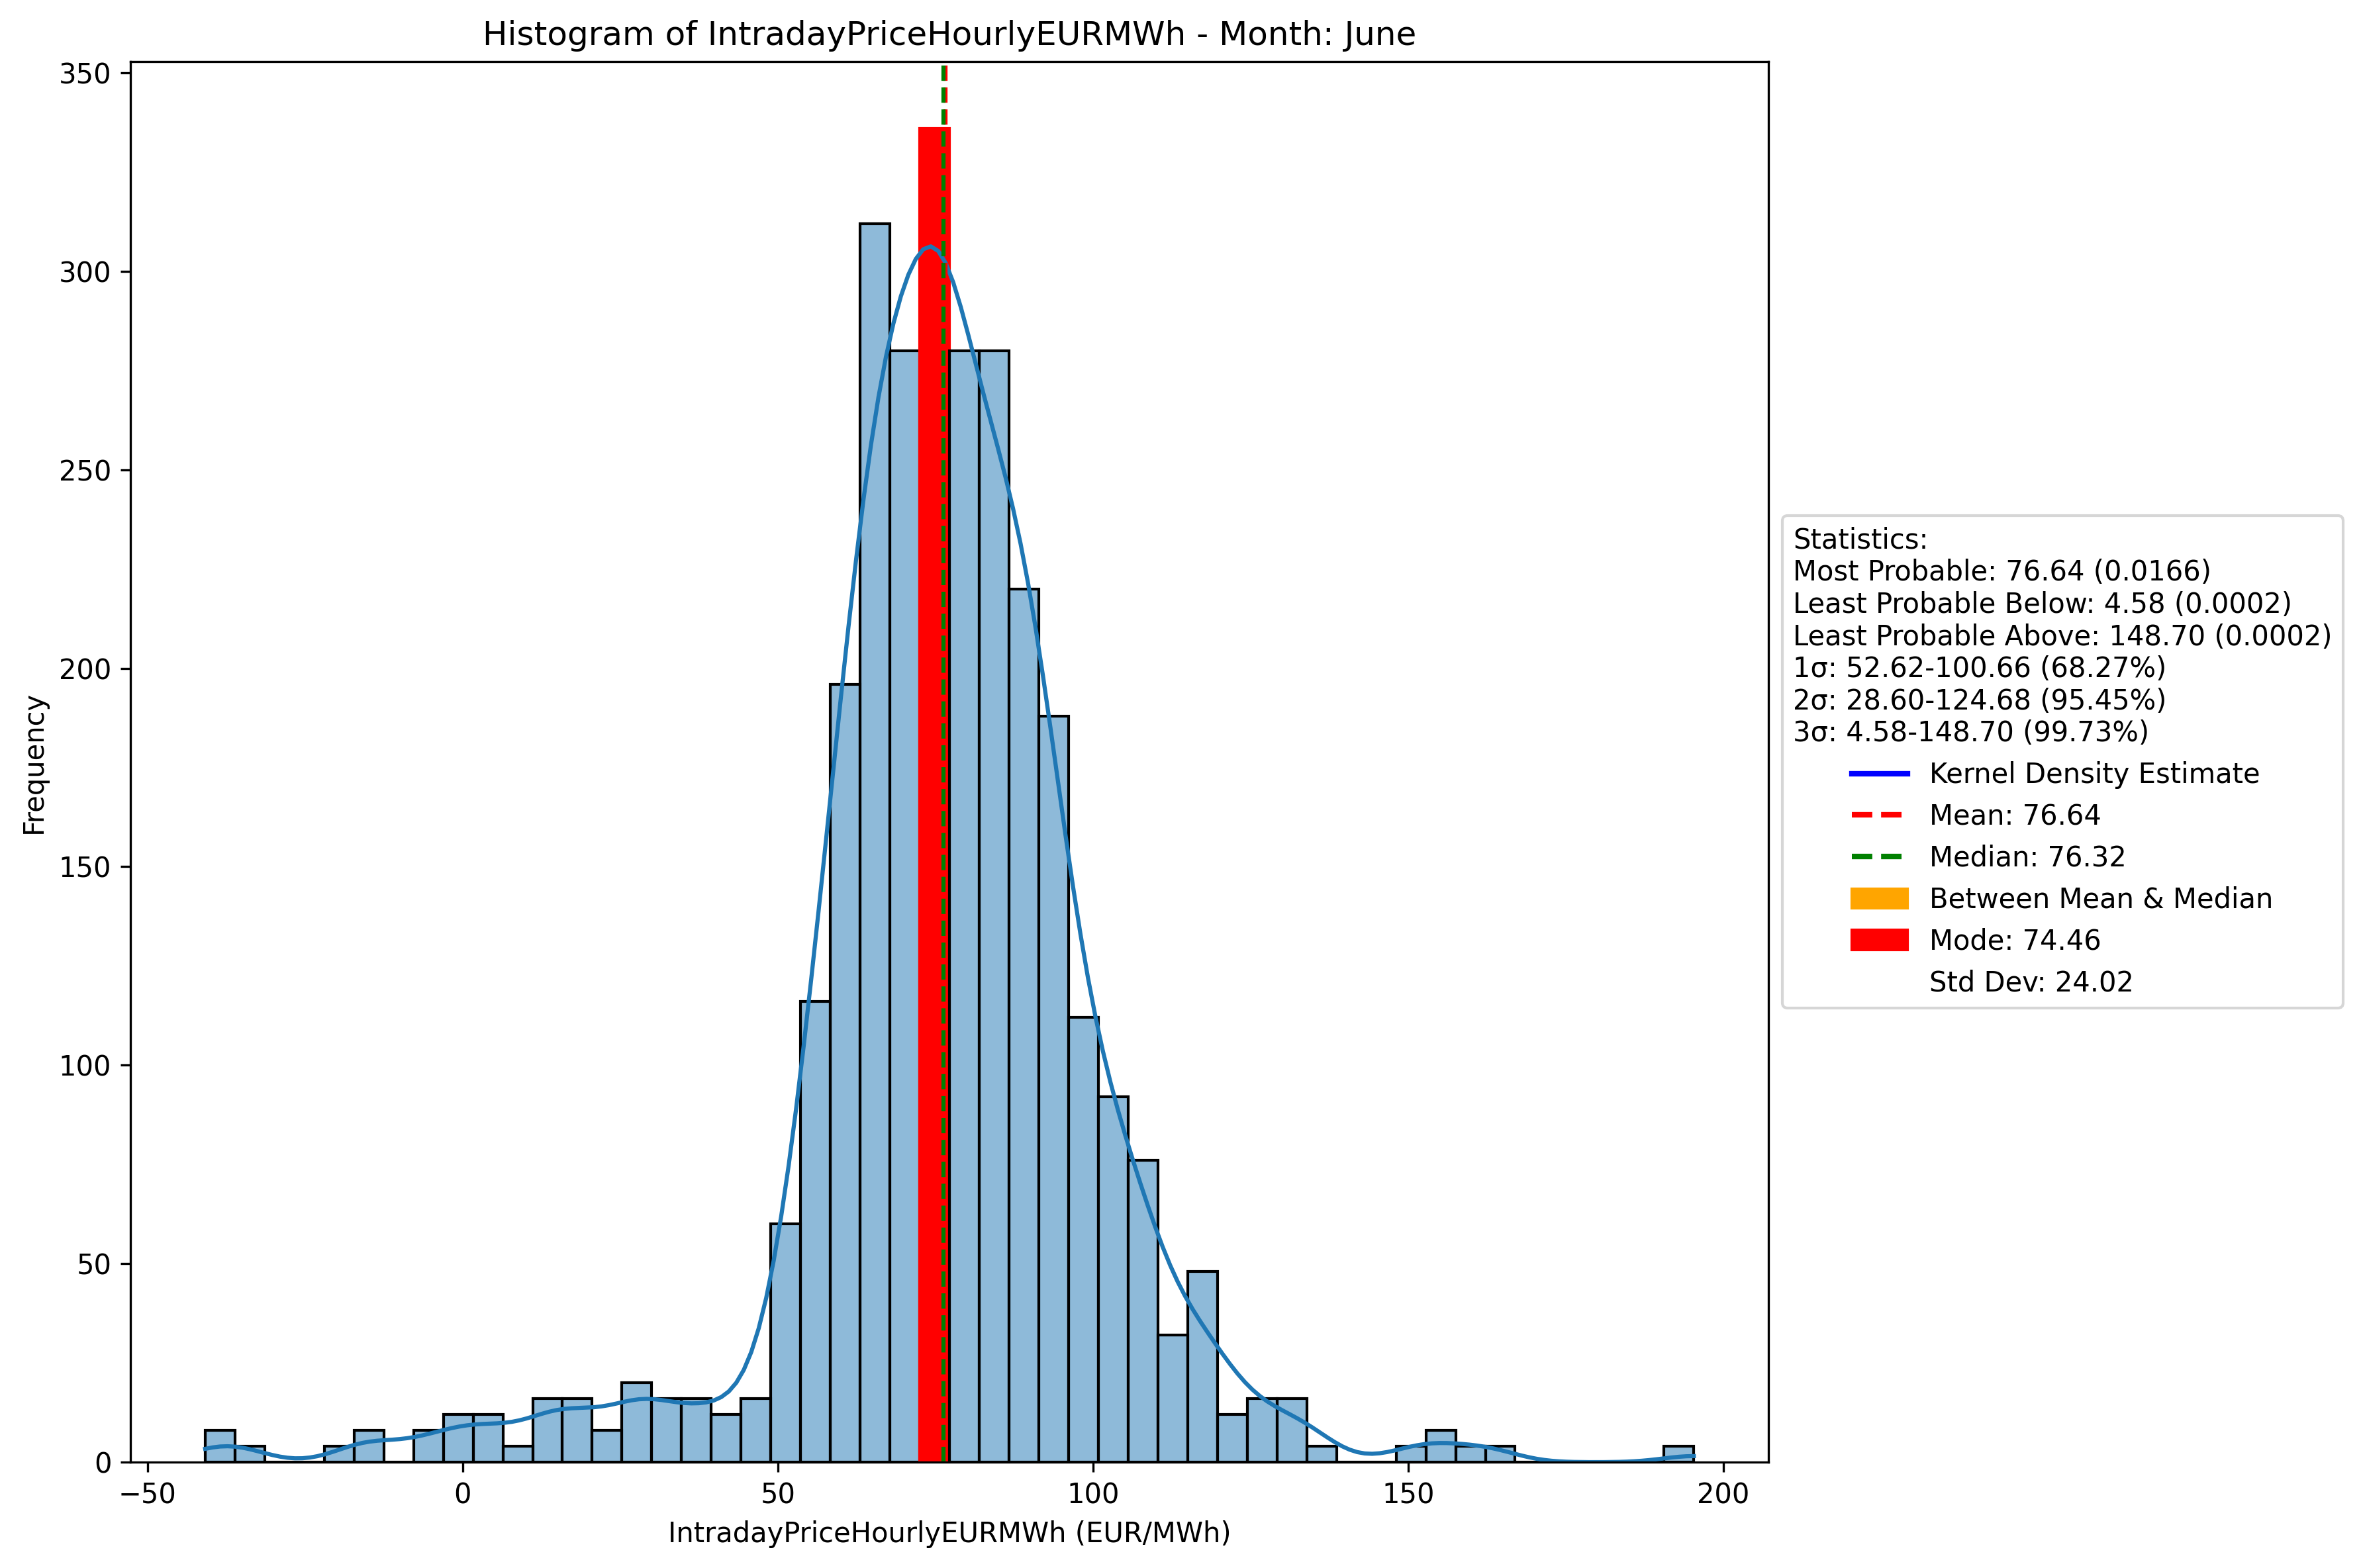 Histogram of IntradayPriceHourlyEURMWh - Month: June
350
300
250
200
150
100
50
0
Frequency
−50
0
50
100
150
200
IntradayPriceHourlyEURMWh (EUR/MWh)
Statistics:
Most Probable: 76.64 (0.0166)
Least Probable Below: 4.58 (0.0002)
Least Probable Above: 148.70 (0.0002)
1σ: 52.62-100.66 (68.27%)
2σ: 28.60-124.68 (95.45%)
3σ: 4.58-148.70 (99.73%)
Kernel Density Estimate
Mean: 76.64
Median: 76.32
Between Mean & Median
Mode: 74.46
Std Dev: 24.02